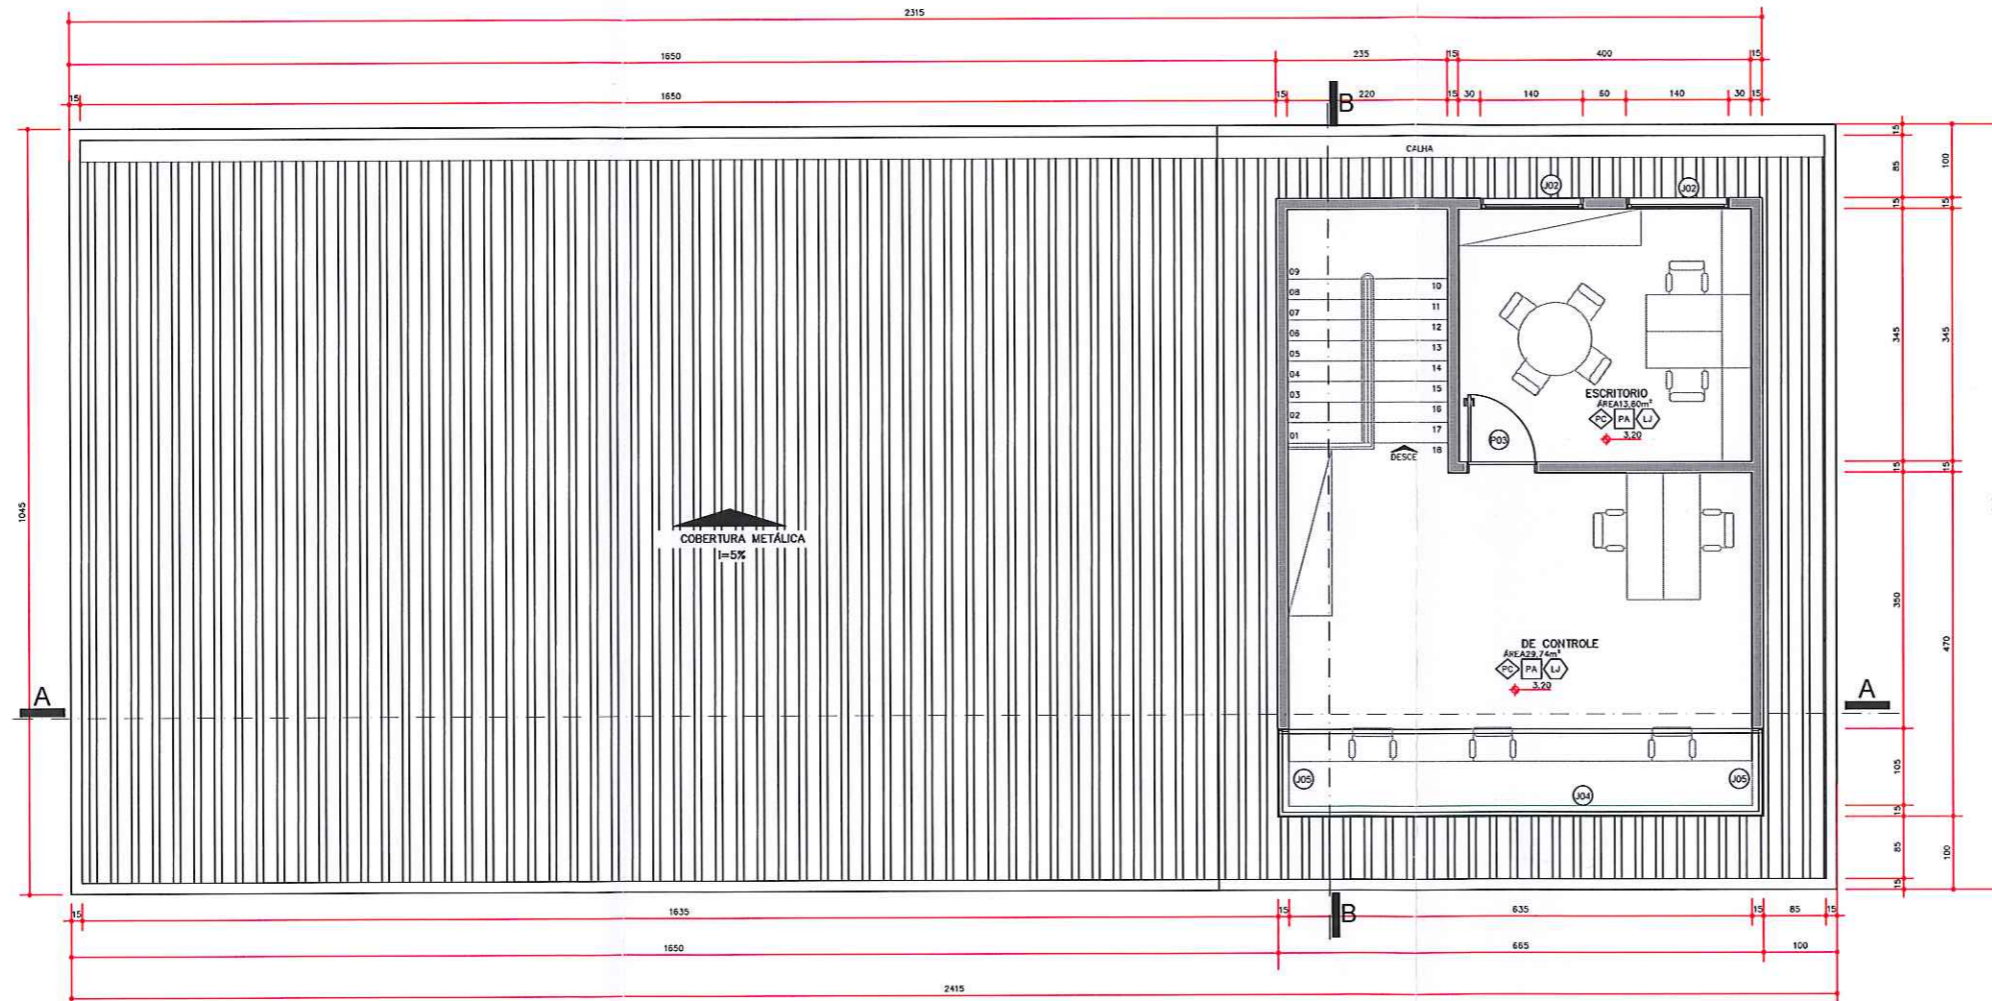 2315
1650 235 15 400 15
15 1650 15 220 15 30 140 60 140 30 15
B
CALHA
J02 J02
15 85 15 345 15 350 105 15 85 15
100 15 345 15 470 100
1045
09 10
08 11
07 12
06 13
05 14
04 15
03 16
02 17
01 18
DESCE
P03
ESCRITORIO
ÁREA13,80m²
PC PA LJ
3,20
COBERTURA METÁLICA
I=5%
DE CONTROLE
ÁREA29,74m²
PC PA LJ
3,20
A A
J05 J04 J05
B
15 1635 15 635 15 85 15
1650 665 100
2415